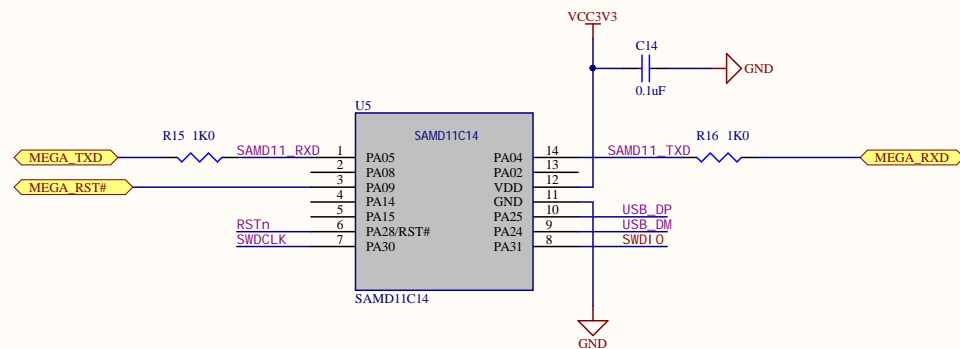 VCC3V3
C14
GND
0.1uF
U5
SAMD11C14
R15 1K0
R16 1K0
MEGA_TXD
SAMD11_RXD
1
PA05
PA04
14
SAMD11_TXD
MEGA_RXD
2
PA08
PA02
13
MEGA_RST#
3
PA09
VDD
12
4
PA14
GND
11
5
PA15
PA25
10
USB_DP
RSTn
6
PA28/RST#
PA24
9
USB_DM
SWDCLK
7
PA30
PA31
8
SWDIO
SAMD11C14
GND